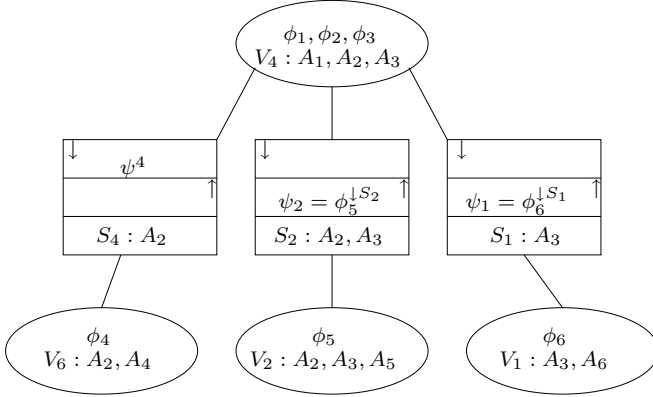 ϕ₁, ϕ₂, ϕ₃
V₄ : A₁, A₂, A₃
↓ ↓ ↓
ψ⁴
↑ ↑ ↑
ψ₂ = ϕ₅^{↓S₂} ψ₁ = ϕ₆^{↓S₁}
S₄ : A₂ S₂ : A₂, A₃ S₁ : A₃
ϕ₄ ϕ₅ ϕ₆
V₆ : A₂, A₄ V₂ : A₂, A₃, A₅ V₁ : A₃, A₆